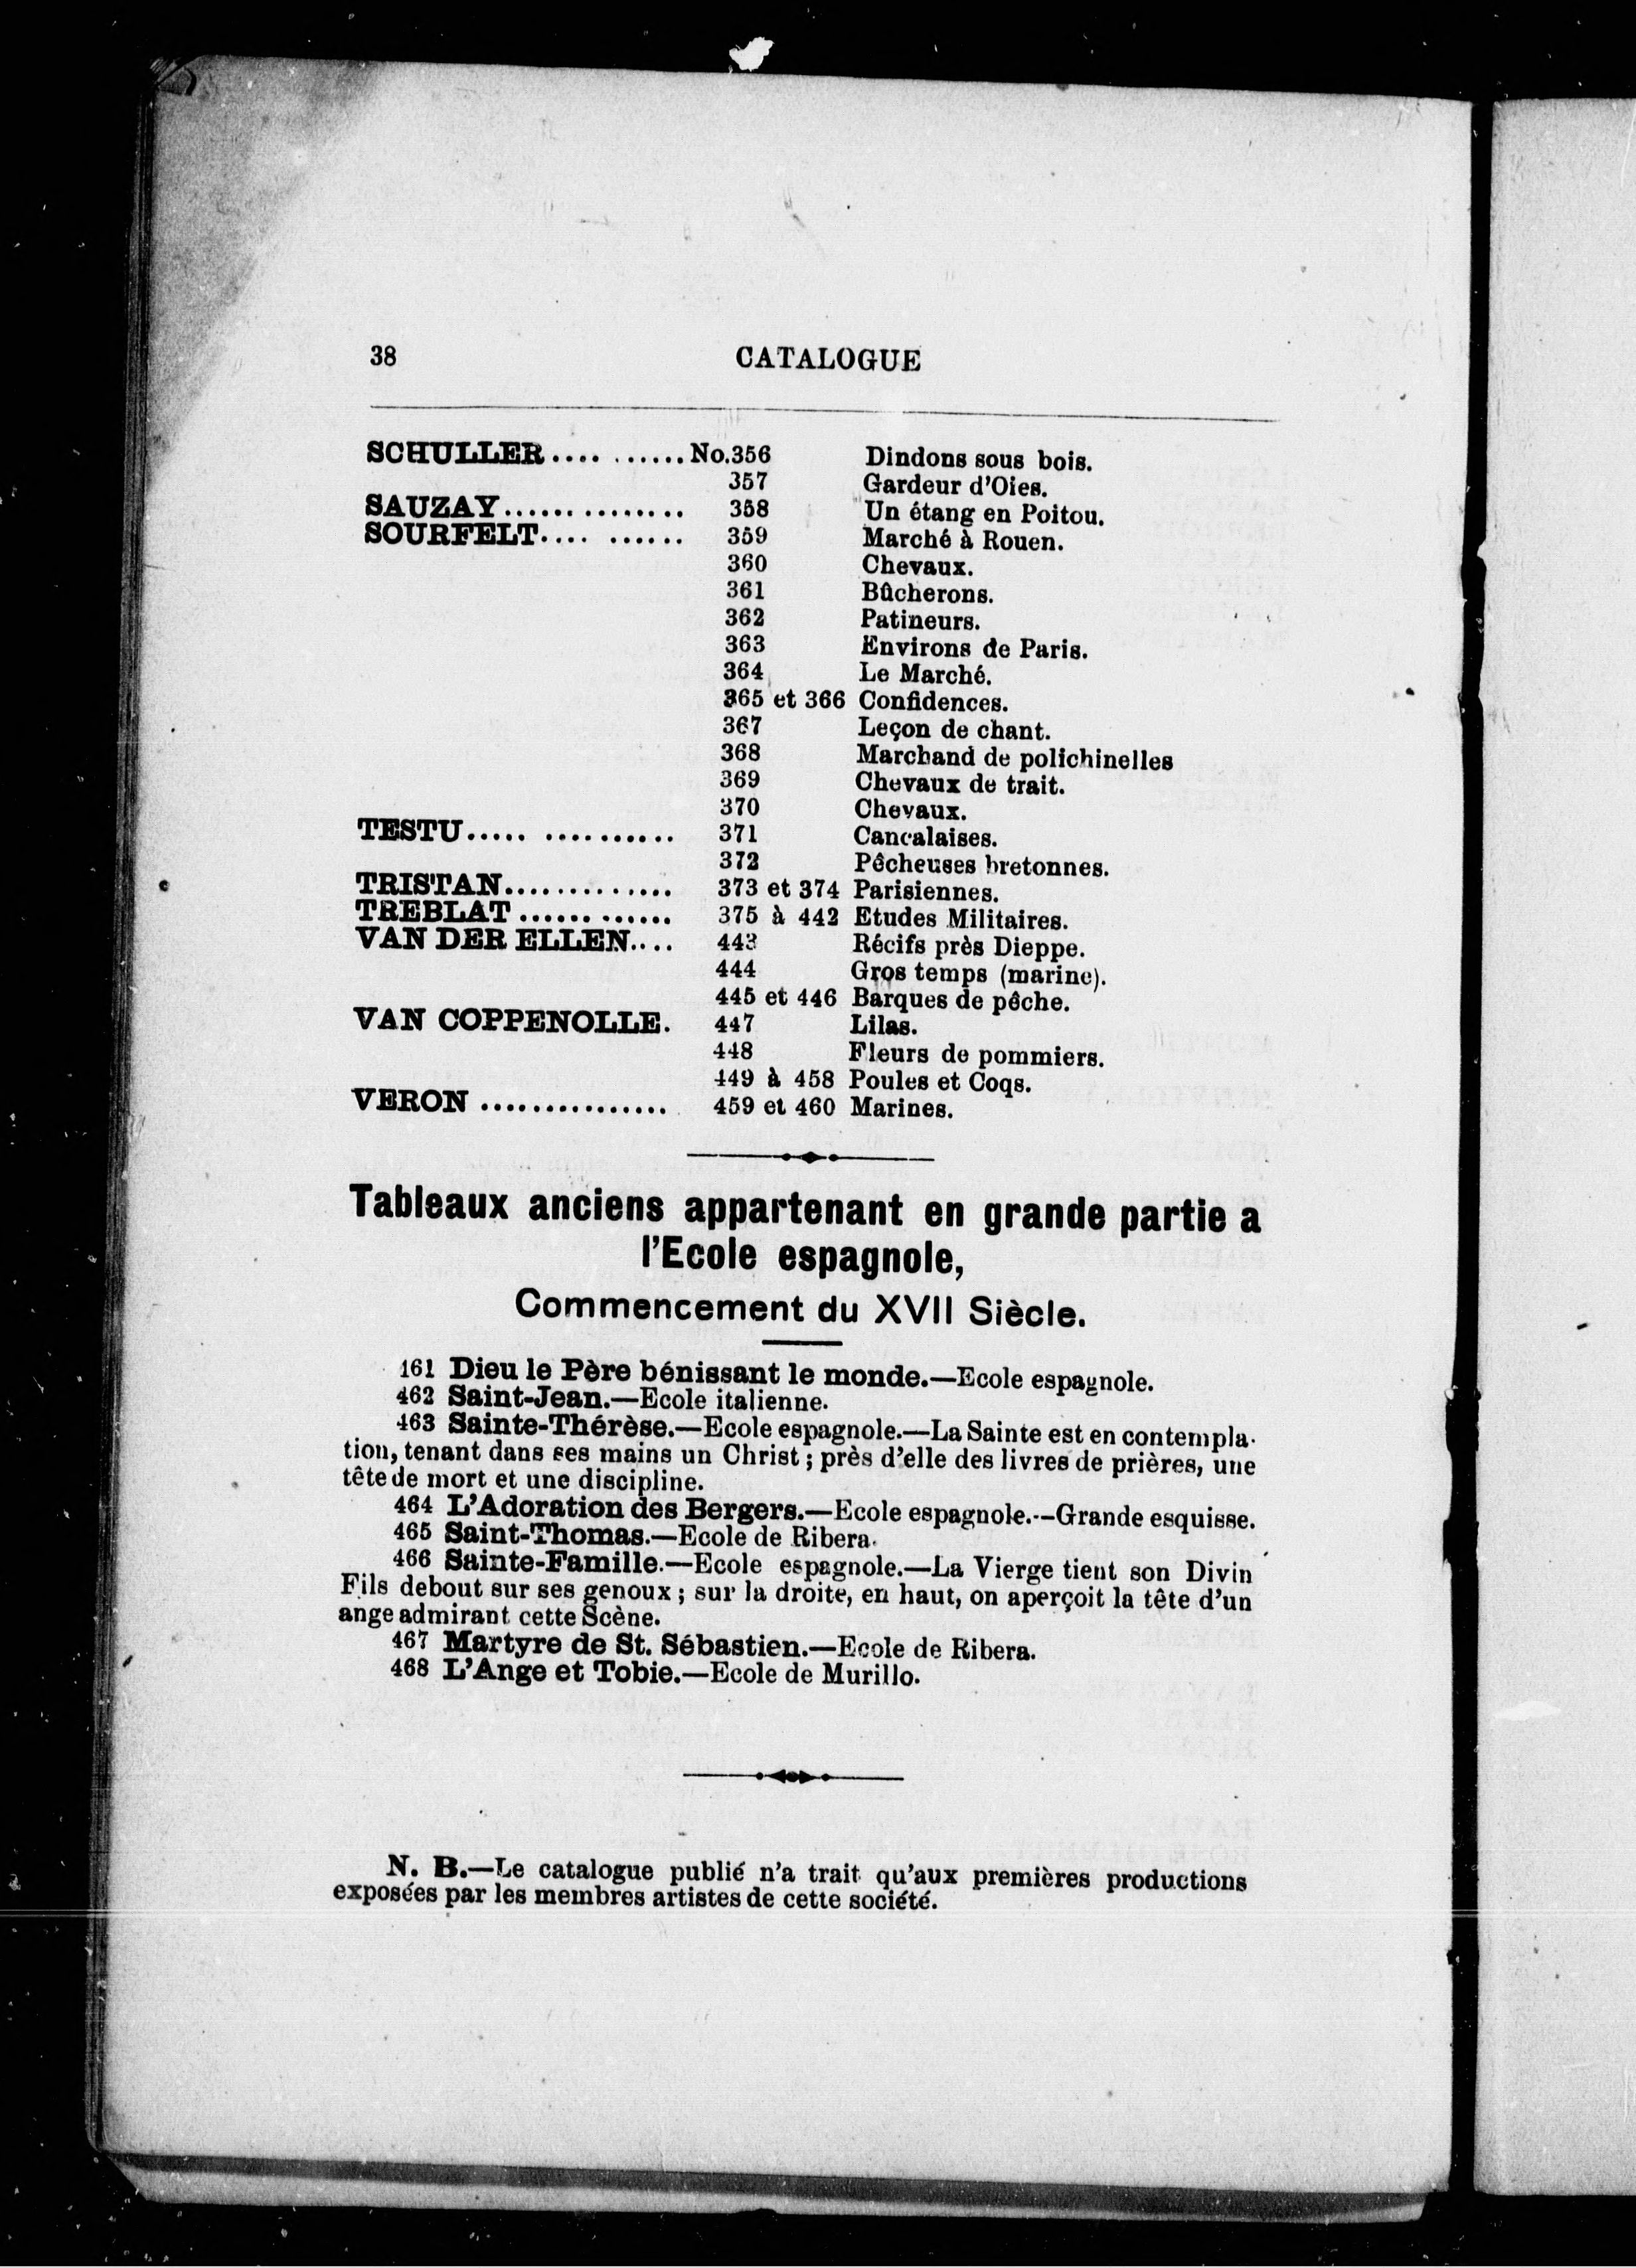 38 CATALOGUE
SCHULLER.... ......No.356 Dindons sous bois.
357 Gardeur d'Oies.
SAUZAY.............. 358 Un étang en Poitou.
SOURFELT.... ...... 359 Marché à Rouen.
360 Chevaux.
361 Bûcherons.
362 Patineurs.
363 Environs de Paris.
364 Le Marché.
365 et 366 Confidences.
367 Leçon de chant.
368 Marchand de polichinelles
369 Chevaux de trait.
370 Chevaux.
TESTU..... .......... 371 Cancalaises.
372 Pêcheuses bretonnes.
TRISTAN............. 373 et 374 Parisiennes.
TREBLAT ............ 375 à 442 Etudes Militaires.
VAN DER ELLEN.... 443 Récifs près Dieppe.
444 Gros temps (marine).
445 et 446 Barques de pêche.
VAN COPPENOLLE. 447 Lilas.
448 Fleurs de pommiers.
449 à 458 Poules et Coqs.
VERON ............... 459 et 460 Marines.
Tableaux anciens appartenant en grande partie a
l'Ecole espagnole,
Commencement du XVII Siècle.
461 Dieu le Père bénissant le monde.—Ecole espagnole.
462 Saint-Jean.—Ecole italienne.
463 Sainte-Thérèse.—Ecole espagnole.—La Sainte est en contempla-
tion, tenant dans ses mains un Christ ; près d'elle des livres de prières, une
tête de mort et une discipline.
464 L'Adoration des Bergers.—Ecole espagnole.--Grande esquisse.
465 Saint-Thomas.—Ecole de Ribera.
466 Sainte-Famille.—Ecole espagnole.—La Vierge tient son Divin
Fils debout sur ses genoux ; sur la droite, en haut, on aperçoit la tête d'un
ange admirant cette Scène.
467 Martyre de St. Sébastien.—Ecole de Ribera.
468 L'Ange et Tobie.—Ecole de Murillo.
N. B.—Le catalogue publié n'a trait qu'aux premières productions
exposées par les membres artistes de cette société.